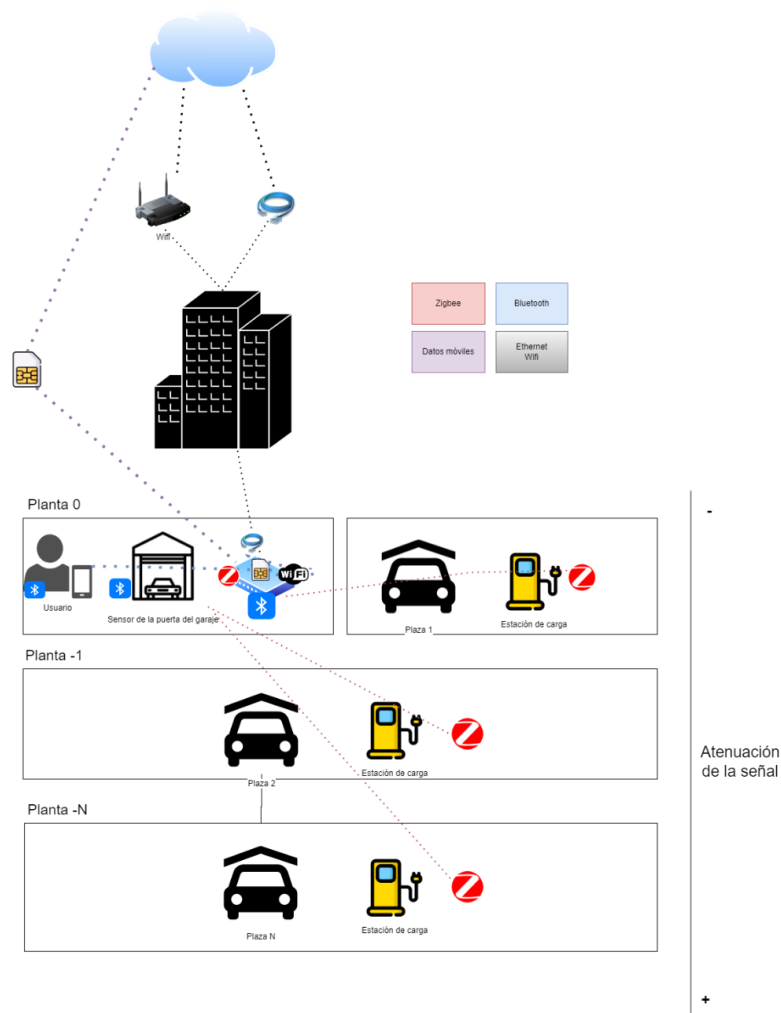 Wifi
Zigbee
Bluetooth
Datos móviles
Ethernet
Wifi
Planta 0
-
Usuario
Sensor de la puerta del garaje
WiFi
Plaza 1
Estación de carga
Planta -1
Plaza 2
Estación de carga
Atenuación
de la señal
Planta -N
Plaza N
Estación de carga
+